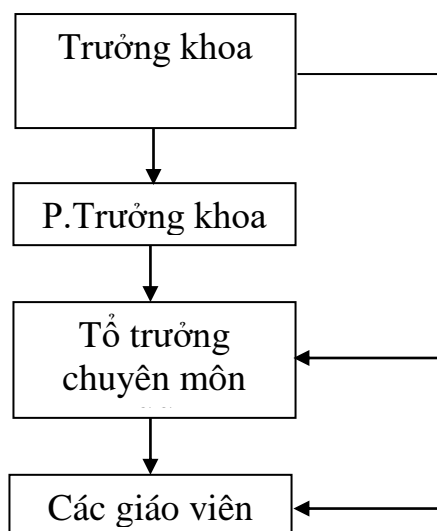 Trưởng khoa
P.Trưởng khoa
Tổ trưởng
chuyên môn
Các giáo viên